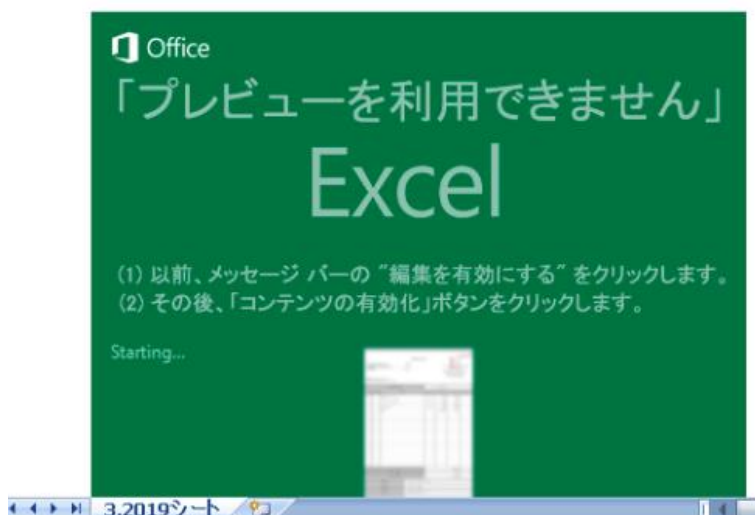 Office
「プレビューを利用できません」
Excel
(1) 以前、メッセージ バーの "編集を有効にする" をクリックします。
(2) その後、「コンテンツの有効化」ボタンをクリックします。
Starting...
3.2019シート